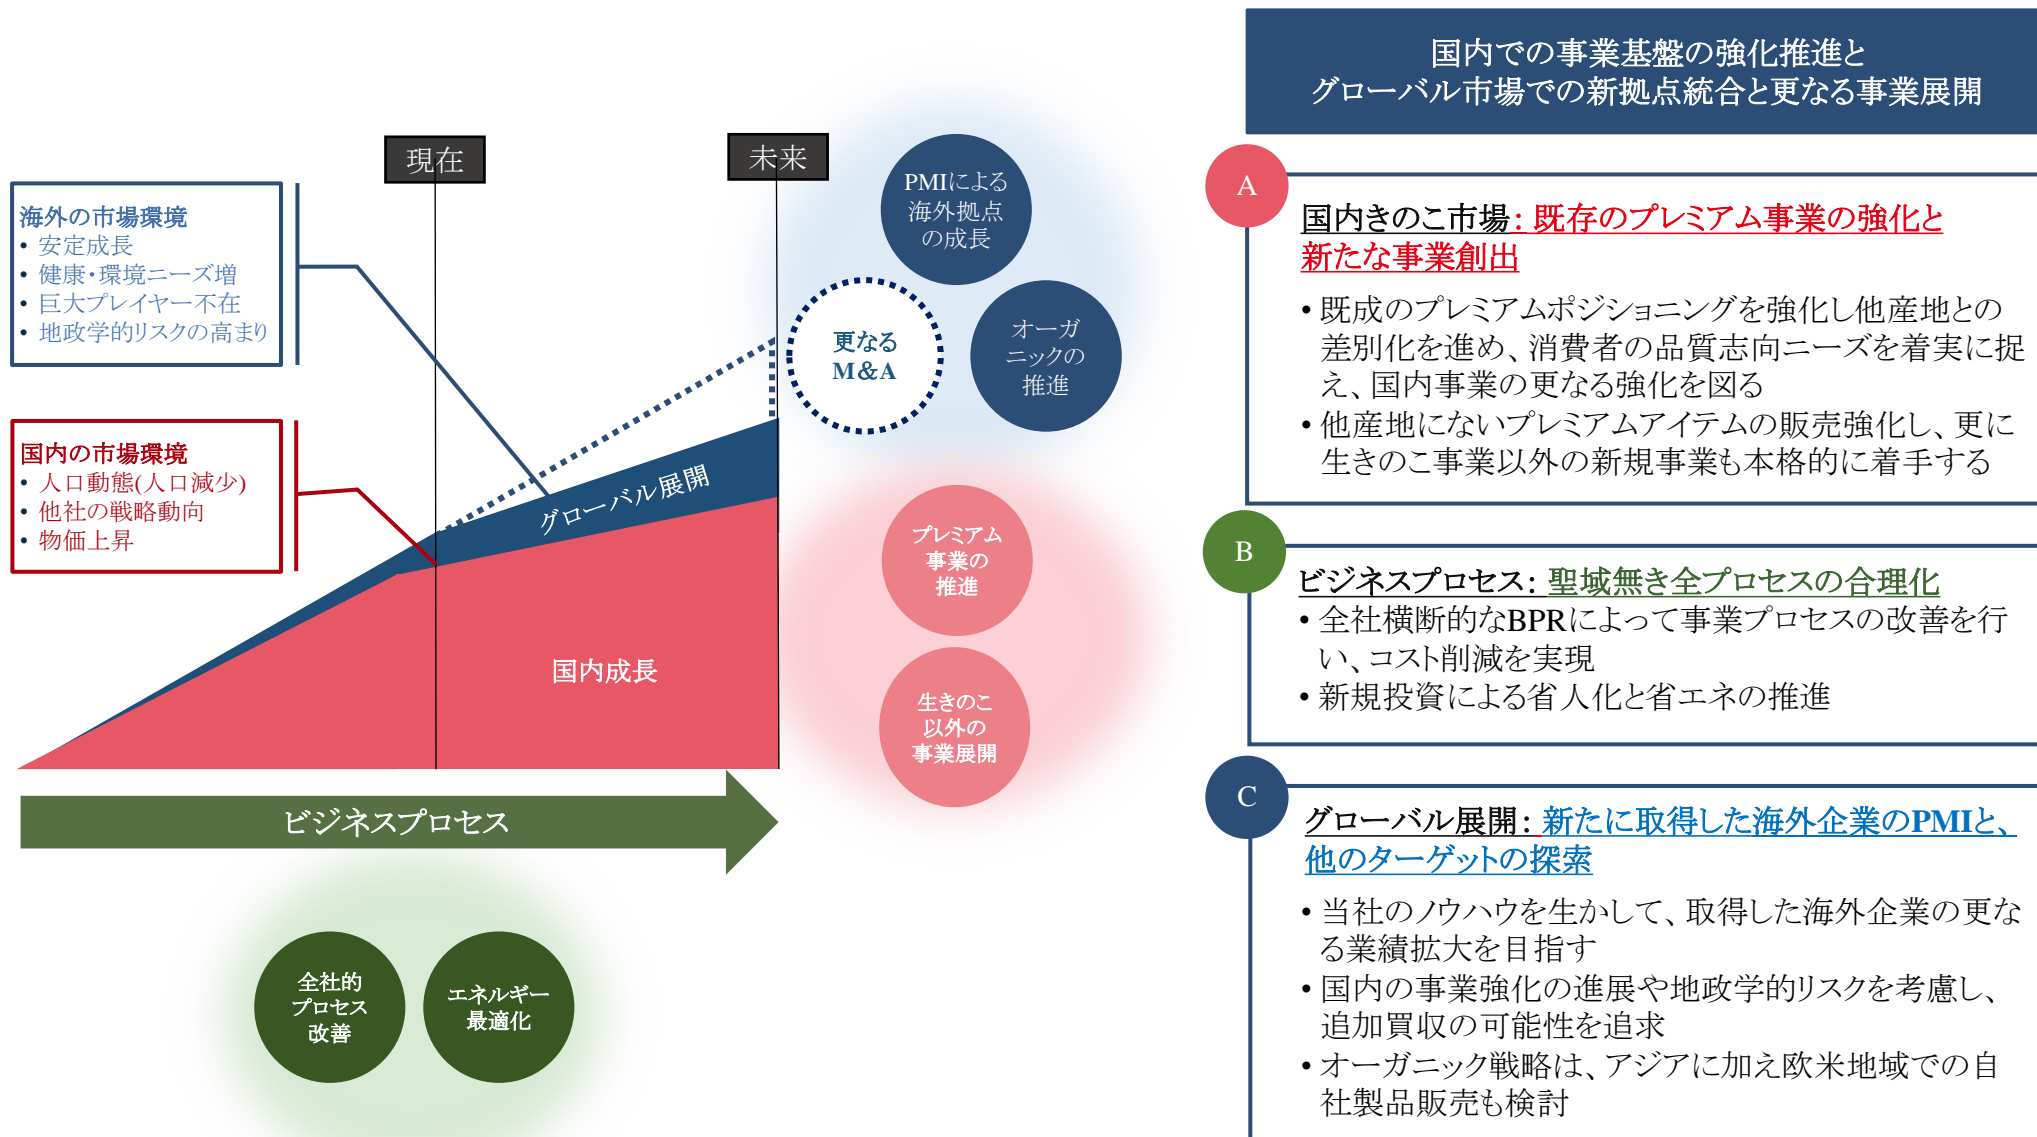 国内での事業基盤の強化推進と
グローバル市場での新拠点統合と更なる事業展開
現在
未来
海外の市場環境
• 安定成長
• 健康・環境ニーズ増
• 巨大プレイヤー不在
• 地政学的リスクの高まり
国内の市場環境
• 人口動態(人口減少)
• 他社の戦略動向
• 物価上昇
グローバル展開
国内成長
ビジネスプロセス
PMIによる
海外拠点
の成長
更なる
M&A
オーガ
ニックの
推進
プレミアム
事業の
推進
生きのこ
以外の
事業展開
全社的
プロセス
改善
エネルギー
最適化
A
国内きのこ市場：既存のプレミアム事業の強化と
新たな事業創出
• 既成のプレミアムポジショニングを強化し他産地との
差別化を進め、消費者の品質志向ニーズを着実に捉
え、国内事業の更なる強化を図る
• 他産地にないプレミアムアイテムの販売強化し、更に
生きのこ事業以外の新規事業も本格的に着手する
B
ビジネスプロセス：聖域無き全プロセスの合理化
• 全社横断的なBPRによって事業プロセスの改善を行
い、コスト削減を実現
• 新規投資による省人化と省エネの推進
C
グローバル展開：新たに取得した海外企業のPMIと、
他のターゲットの探索
• 当社のノウハウを生かして、取得した海外企業の更な
る業績拡大を目指す
• 国内の事業強化の進展や地政学的リスクを考慮し、
追加買収の可能性を追求
• オーガニック戦略は、アジアに加え欧米地域での自
社製品販売も検討